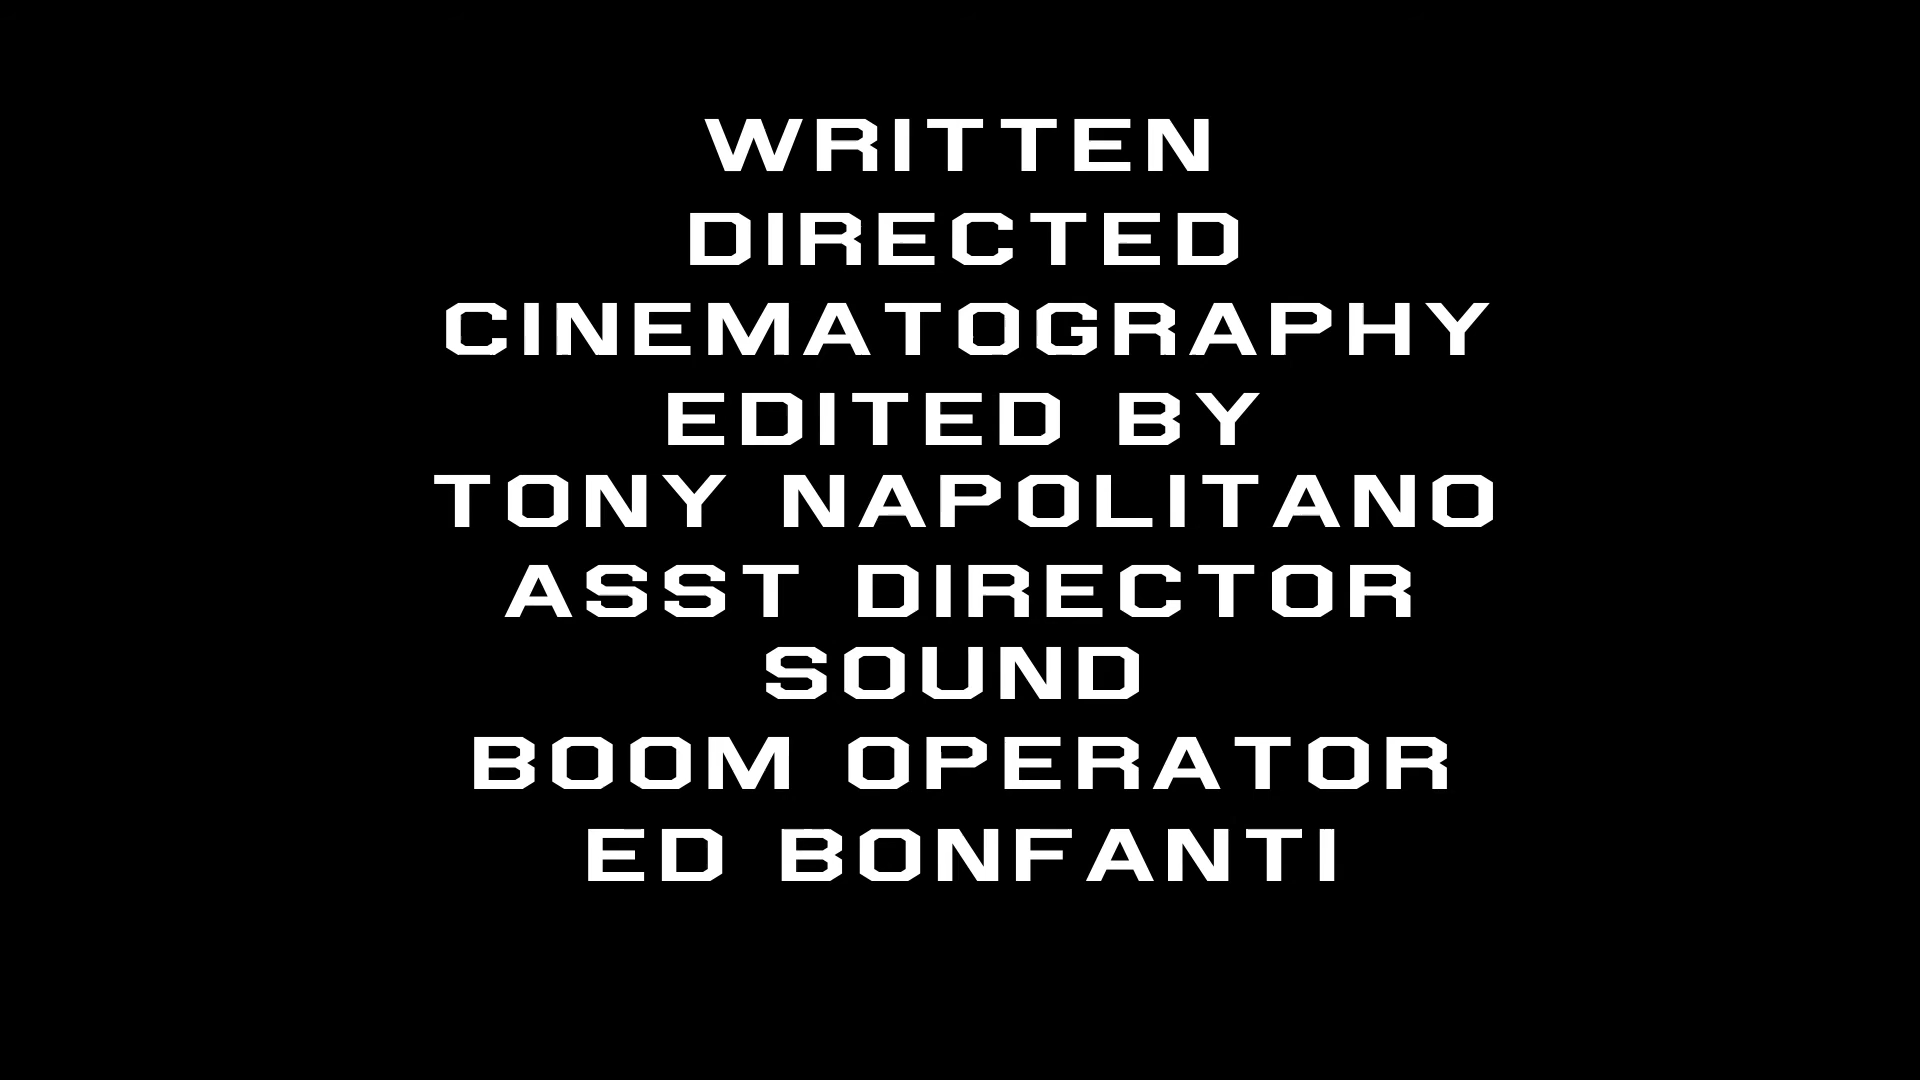 WRITTEN
DIRECTED
CINEMATOGRAPHY
EDITED BY
TONY NAPOLITANO
ASST DIRECTOR
SOUND
BOOM OPERATOR
ED BONFANTI